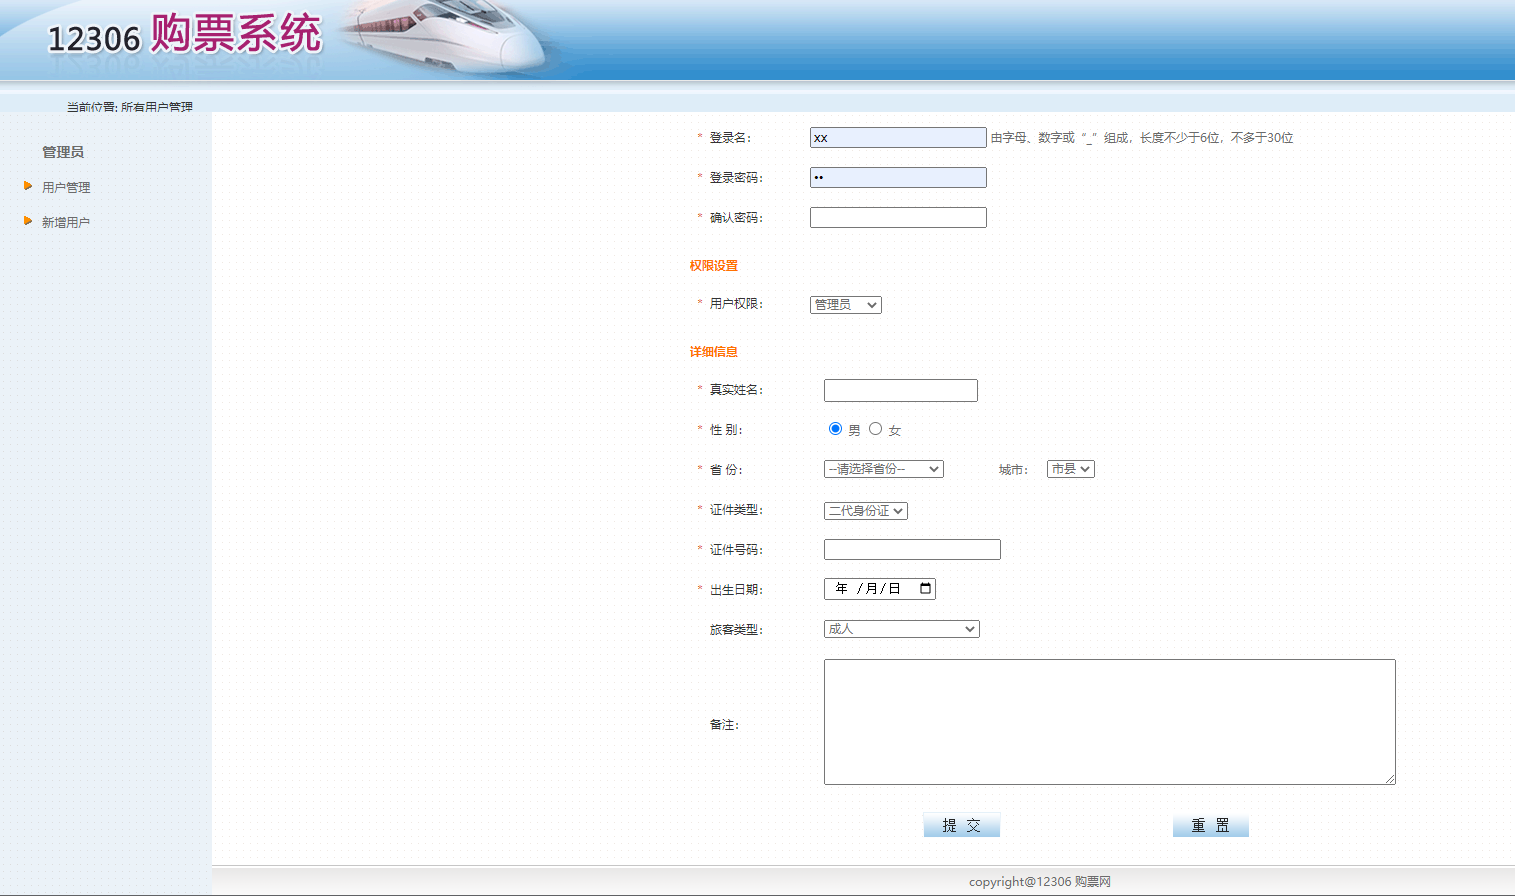 12306 购票系统
当前位置: 所有用户管理
管理员
用户管理
新增用户
* 登录名: xx 由字母、数字或“_”组成，长度不少于6位，不多于30位
* 登录密码: ••
* 确认密码:
权限设置
* 用户权限: 管理员
详细信息
* 真实姓名:
* 性 别: 男 女
* 省 份: --请选择省份-- 城市: 市县
* 证件类型: 二代身份证
* 证件号码:
* 出生日期: 年 /月/日
旅客类型: 成人
备注:
提 交 重 置
copyright@12306 购票网